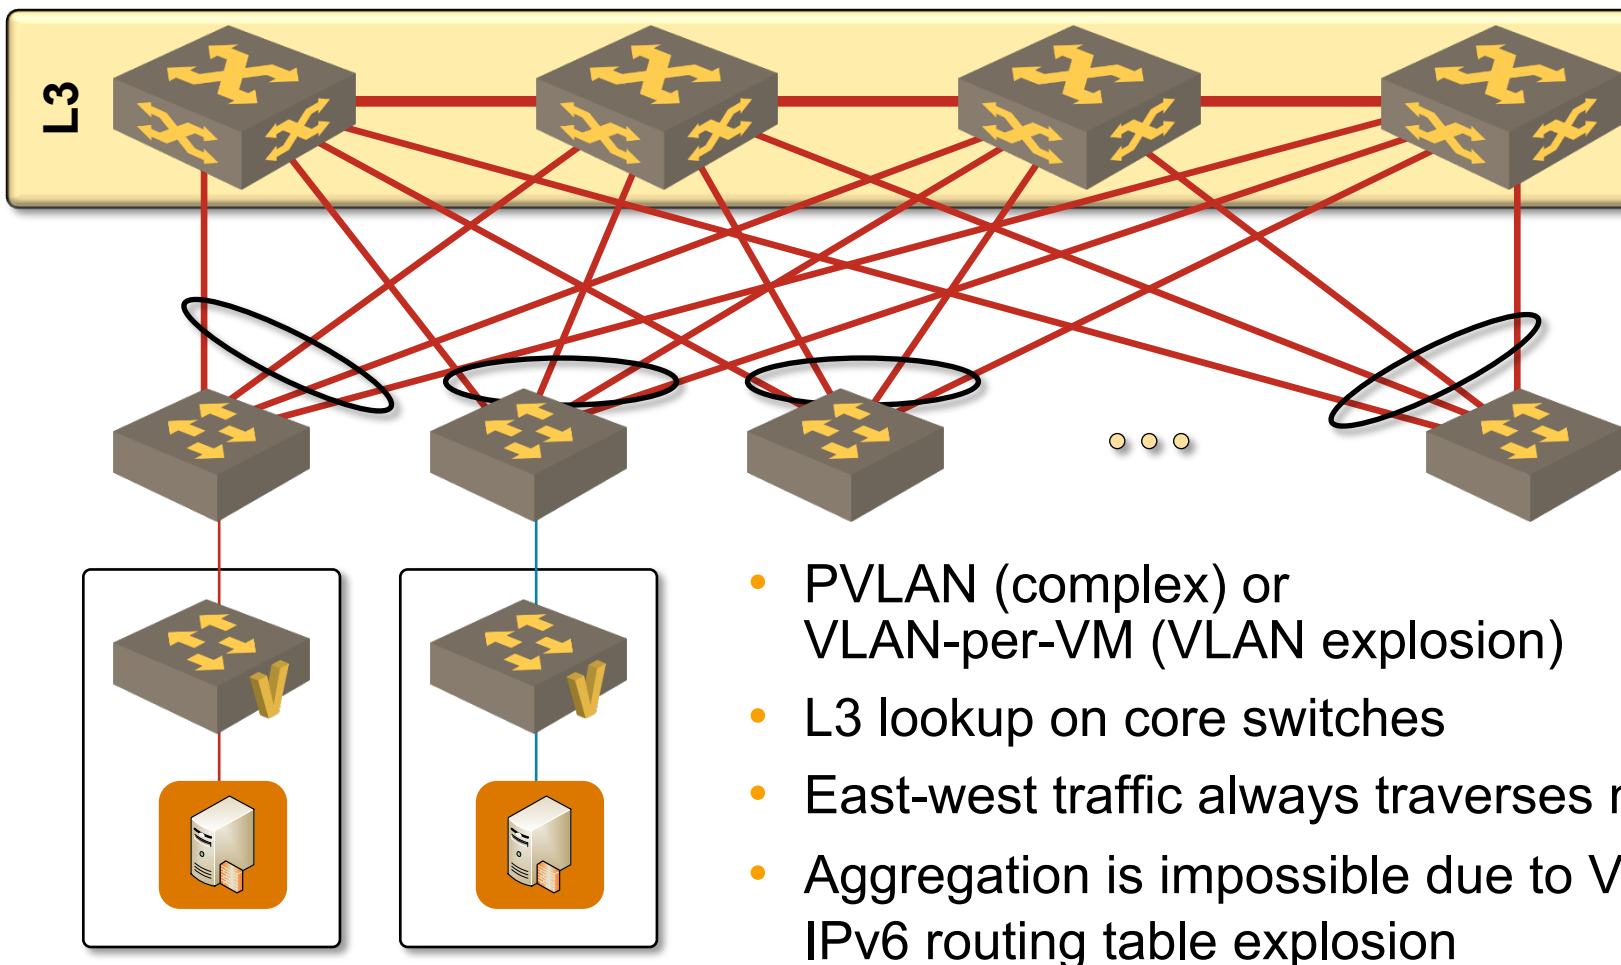 L3
PVLAN (complex) or
VLAN-per-VM (VLAN explosion)
L3 lookup on core switches
East-west traffic always traverses
Aggregation is impossible due to
IPv6 routing table explosion
V
V